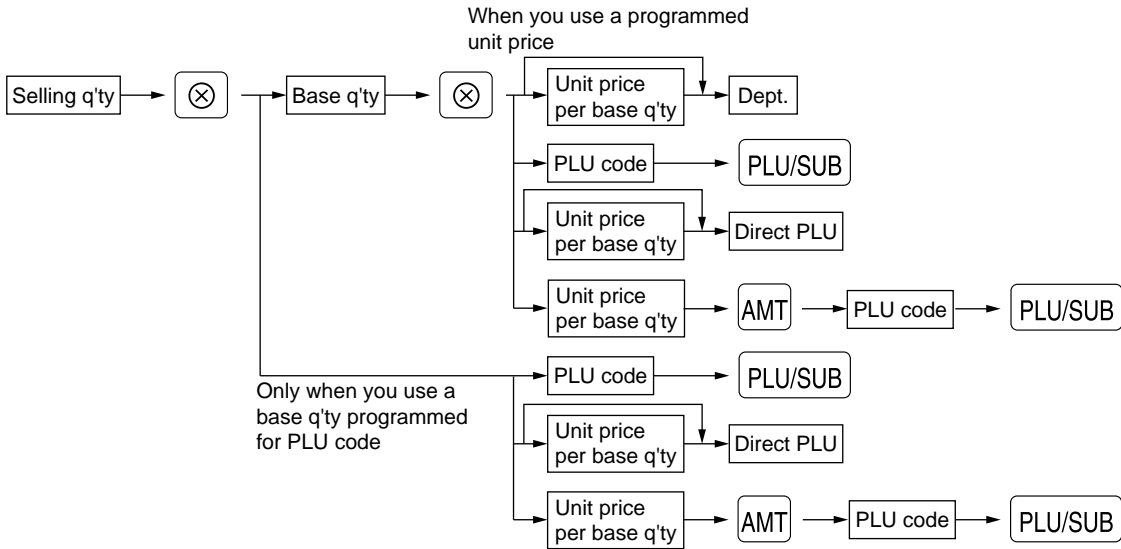 When you use a programmed
unit price
Selling q'ty
⊗
Base q'ty
⊗
Unit price
per base q'ty
Dept.
PLU code
PLU/SUB
Unit price
per base q'ty
Direct PLU
Unit price
per base q'ty
AMT
PLU code
PLU/SUB
Only when you use a
base q'ty programmed
for PLU code
PLU code
PLU/SUB
Unit price
per base q'ty
Direct PLU
Unit price
per base q'ty
AMT
PLU code
PLU/SUB